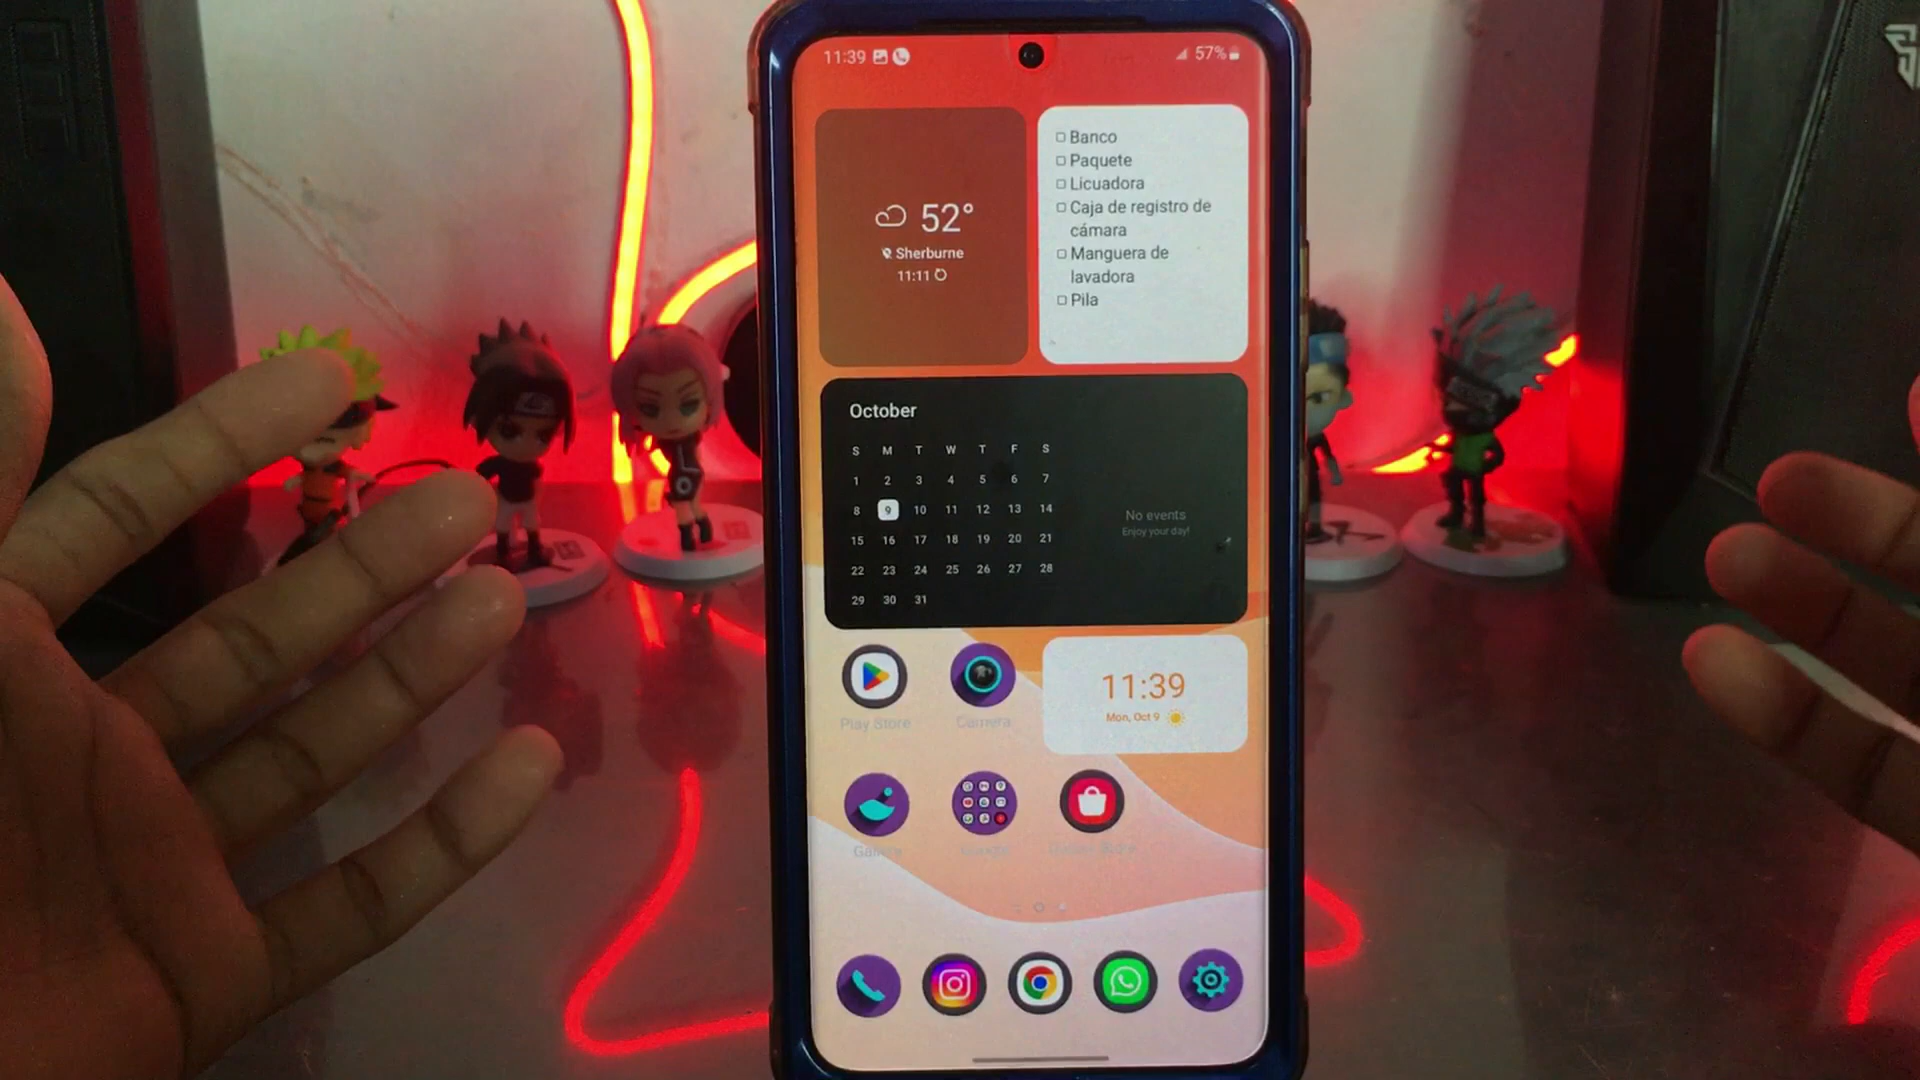 11:39
57%
52°
Sherburne
11:11
Banco
Paquete
Licuadora
Caja de registro de
cámara
Manguera de
lavadora
Pila
October
S M T W T F S
1 2 3 4 5 6 7
8 9 10 11 12 13 14
15 16 17 18 19 20 21
22 23 24 25 26 27 28
29 30 31
No events
Enjoy your day!
11:39
Mon, Oct 9
Play Store
Camera
Gallery